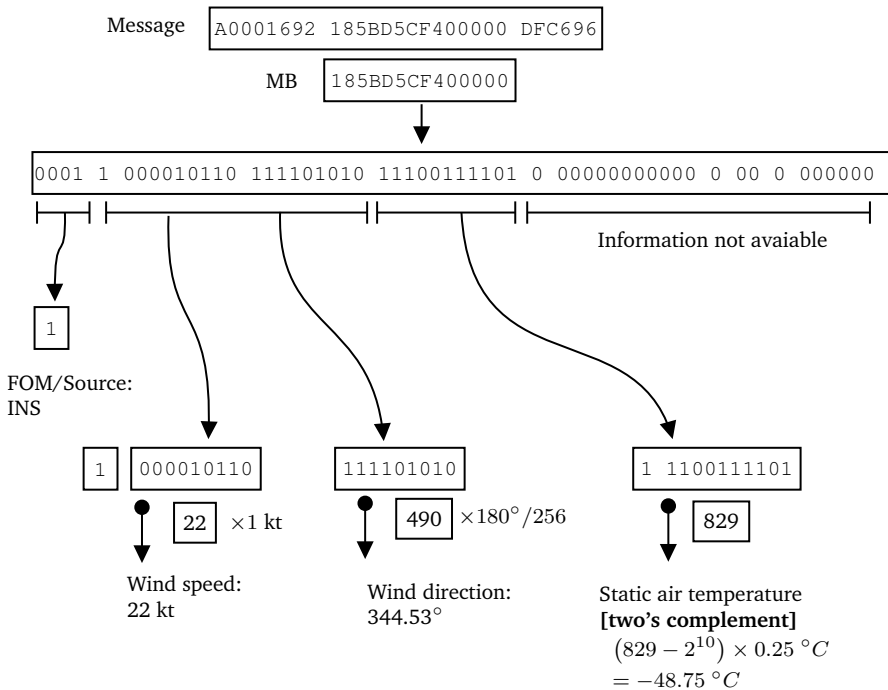 Message A0001692 185BD5CF400000 DFC696
MB 185BD5CF400000
0001 1 000010110 111101010 11100111101 0 00000000000 0 00 0 000000
Information not avaiable
1
FOM/Source:
INS
1 000010110 111101010 1 1100111101
22 ×1 kt 490 ×180°/256 829
Wind speed:
22 kt
Wind direction:
344.53°
Static air temperature
[two's complement]
(829 − 2¹⁰) × 0.25 °C
= −48.75 °C